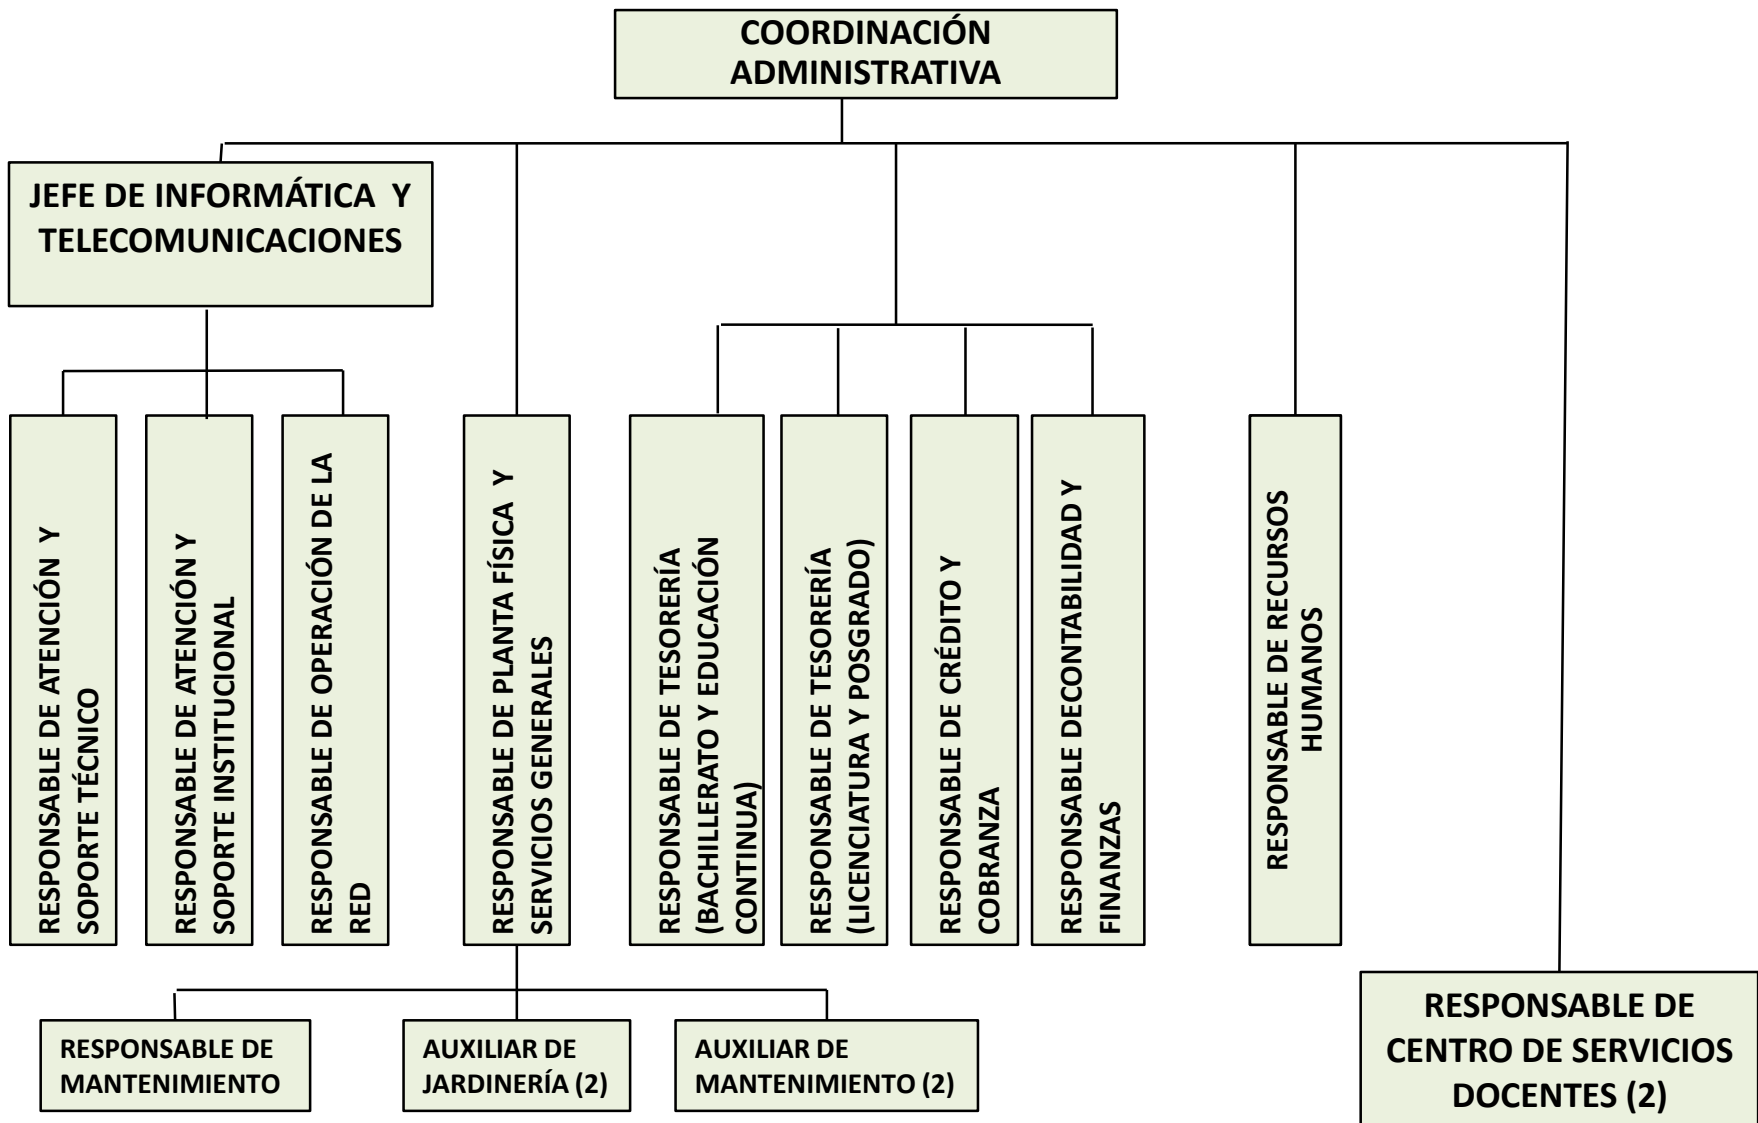 COORDINACIÓN
ADMINISTRATIVA
JEFE DE INFORMÁTICA Y
TELECOMUNICACIONES
RESPONSABLE DE ATENCIÓN Y
SOPORTE TÉCNICO
RESPONSABLE DE ATENCIÓN Y
SOPORTE INSTITUCIONAL
RESPONSABLE DE OPERACIÓN DE LA
RED
RESPONSABLE DE PLANTA FÍSICA Y
SERVICIOS GENERALES
RESPONSABLE DE TESORERÍA
(BACHILLERATO Y EDUCACIÓN
CONTINUA)
RESPONSABLE DE TESORERÍA
(LICENCIATURA Y POSGRADO)
RESPONSABLE DE CRÉDITO Y
COBRANZA
RESPONSABLE DECONTABILIDAD Y
FINANZAS
RESPONSABLE DE RECURSOS
HUMANOS
RESPONSABLE DE
MANTENIMIENTO
AUXILIAR DE
JARDINERÍA (2)
AUXILIAR DE
MANTENIMIENTO (2)
RESPONSABLE DE
CENTRO DE SERVICIOS
DOCENTES (2)